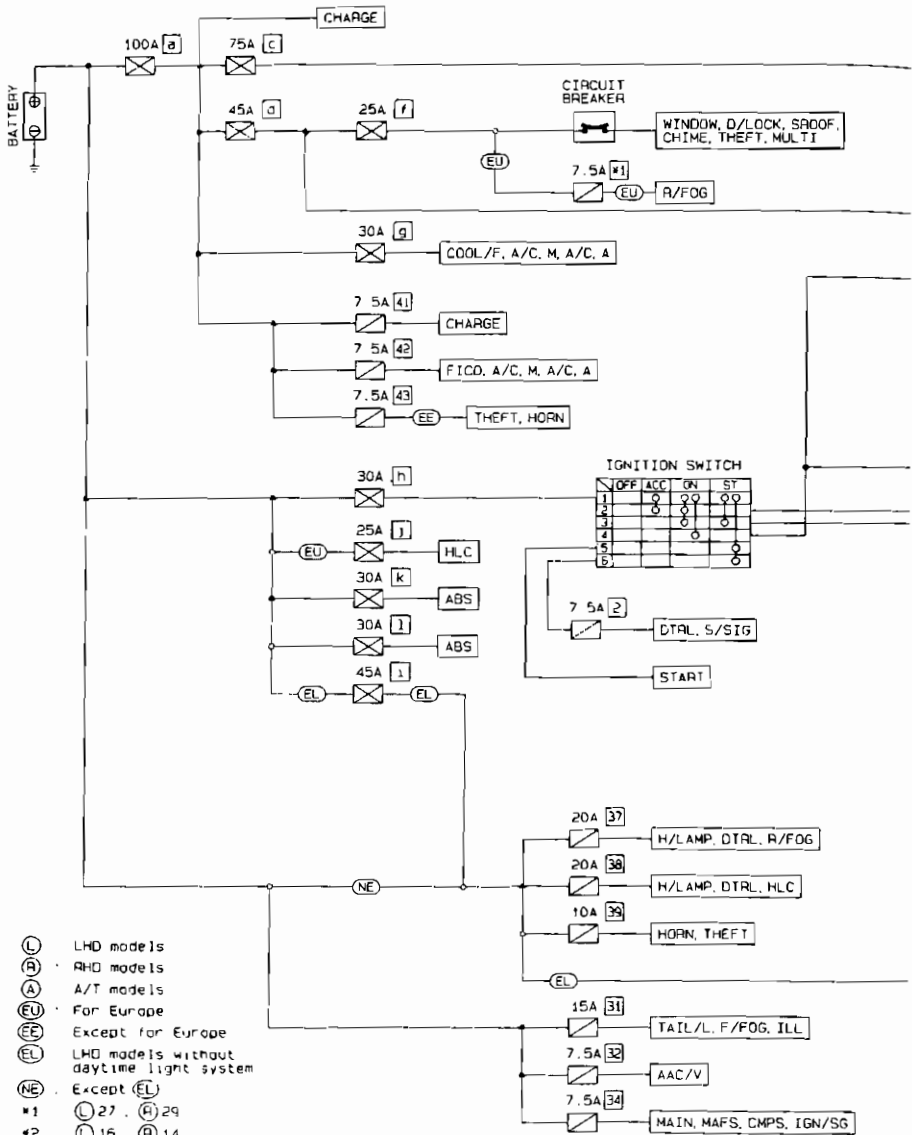 CHARGE
100A a
75A c
BATTERY
45A d
25A f
CIRCUIT
BREAKER
WINDOW, D/LOCK, SROOF,
CHIME, THEFT, MULTI
EU
7.5A *1
EU
R/FOG
30A g
COOL/F, A/C, M, A/C, A
7.5A 41
CHARGE
7.5A 42
FICD, A/C, M, A/C, A
7.5A 43
EE
THEFT, HORN
IGNITION SWITCH
OFF ACC ON ST
1
2
3
4
5
6
30A h
25A j
EU
HLC
30A k
ABS
30A l
ABS
45A i
EL
EL
7.5A 2
DTRL, S/SIG
START
20A 37
H/LAMP, DTRL, R/FOG
20A 38
NE
H/LAMP, DTRL, HLC
10A 39
HORN, THEFT
EL
15A 31
TAIL/L, F/FOG, ILL
7.5A 32
AAC/V
7.5A 34
MAIN, MAFS, CMPS, IGN/SG
L LHD models
R RHD models
A A/T models
EU For Europe
EE Except for Europe
EL LHD models without
daytime light system
NE Except EL
*1 L 27, R 29
*2 L 16, R 14